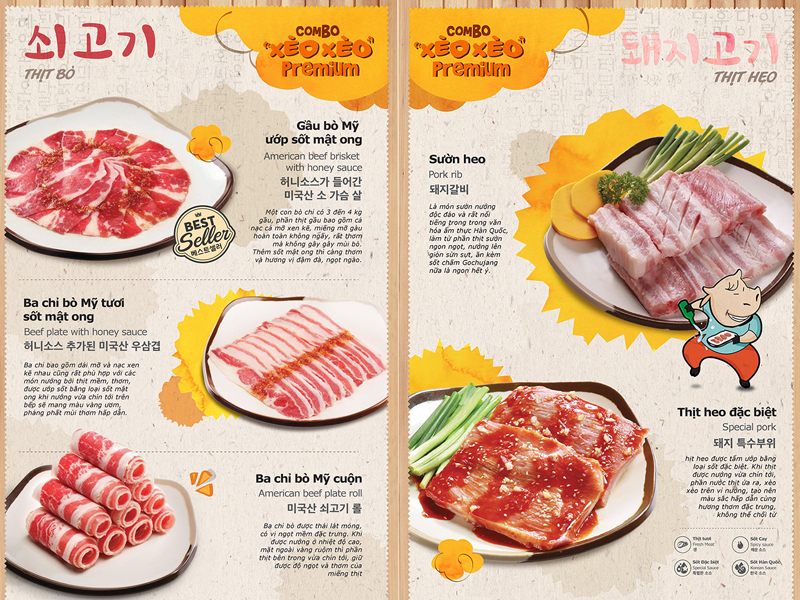 쇠고기
THỊT BÒ
COMBO
"XÈO XÈO"
Premium
Gầu bò Mỹ
ướp sốt mật ong
American beef brisket
with honey sauce
허니소스가 들어간
미국산 소 가슴 살
Một con bò chỉ có 3 đến 4 kg
gầu, phần thịt gầu bao gồm cả
nạc cả mỡ xen kẽ, miếng mỡ gàu
hoàn toàn không ngấy, rất thơm
mà không gây gây mùi bò.
Thêm sốt mật ong thì càng thơm
và hương vị đậm đà, ngọt ngào.
BEST
Seller
베스트셀러
Ba chỉ bò Mỹ tươi
sốt mật ong
Beef plate with honey sauce
허니소스 추가된 미국산 우삼겹
Ba chỉ bao gồm dải mỡ và nạc xen
kẽ nhau cũng rất phù hợp với các
món nướng bởi thịt mềm, thơm,
được ướp sốt bằng loại sốt mật
ong khi nướng vừa chín tới trên
bếp sẽ mang màu vàng ươm,
phảng phất mùi thơm hấp dẫn.
Ba chỉ bò Mỹ cuộn
American beef plate roll
미국산 쇠고기 롤
Ba chỉ bò được thái lát mỏng,
có vị ngọt mềm đặc trưng. Khi
được nướng ở nhiệt độ cao,
mặt ngoài vàng ruộm thì phần
thịt bên trong vừa chín tới, giữ
được độ ngọt và thơm của
miếng thịt
COMBO
"XÈO XÈO"
Premium
돼지고기
THỊT HEO
Sườn heo
Pork rib
돼지갈비
Là món sườn nướng
độc đáo và rất nổi
tiếng trong trong văn
hóa ẩm thực Hàn Quốc,
làm từ phần thịt sườn
ngon ngọt, nướng lên
giòn sừn sựt, ăn kèm
sốt chấm Gochujang
nữa là ngon hết ý.
Thịt heo đặc biệt
Special pork
돼지 특수부위
hịt heo được tẩm ướp bằng
loại sốt đặc biệt. Khi thịt
được nướng vừa chín tới,
phần nước thịt ứa ra, xèo
xèo trên vỉ nướng, tạo nên
màu sắc hấp dẫn cùng
hương thơm đặc trưng,
không thể chối từ
Thịt tươi
Fresh Meat
생
Sốt Cay
Spicy sauce
매운 소스
Sốt Đặc biệt
Special Sauce
특별한 소스
Sốt Hàn Quốc
Korean Sauce
한국 소스